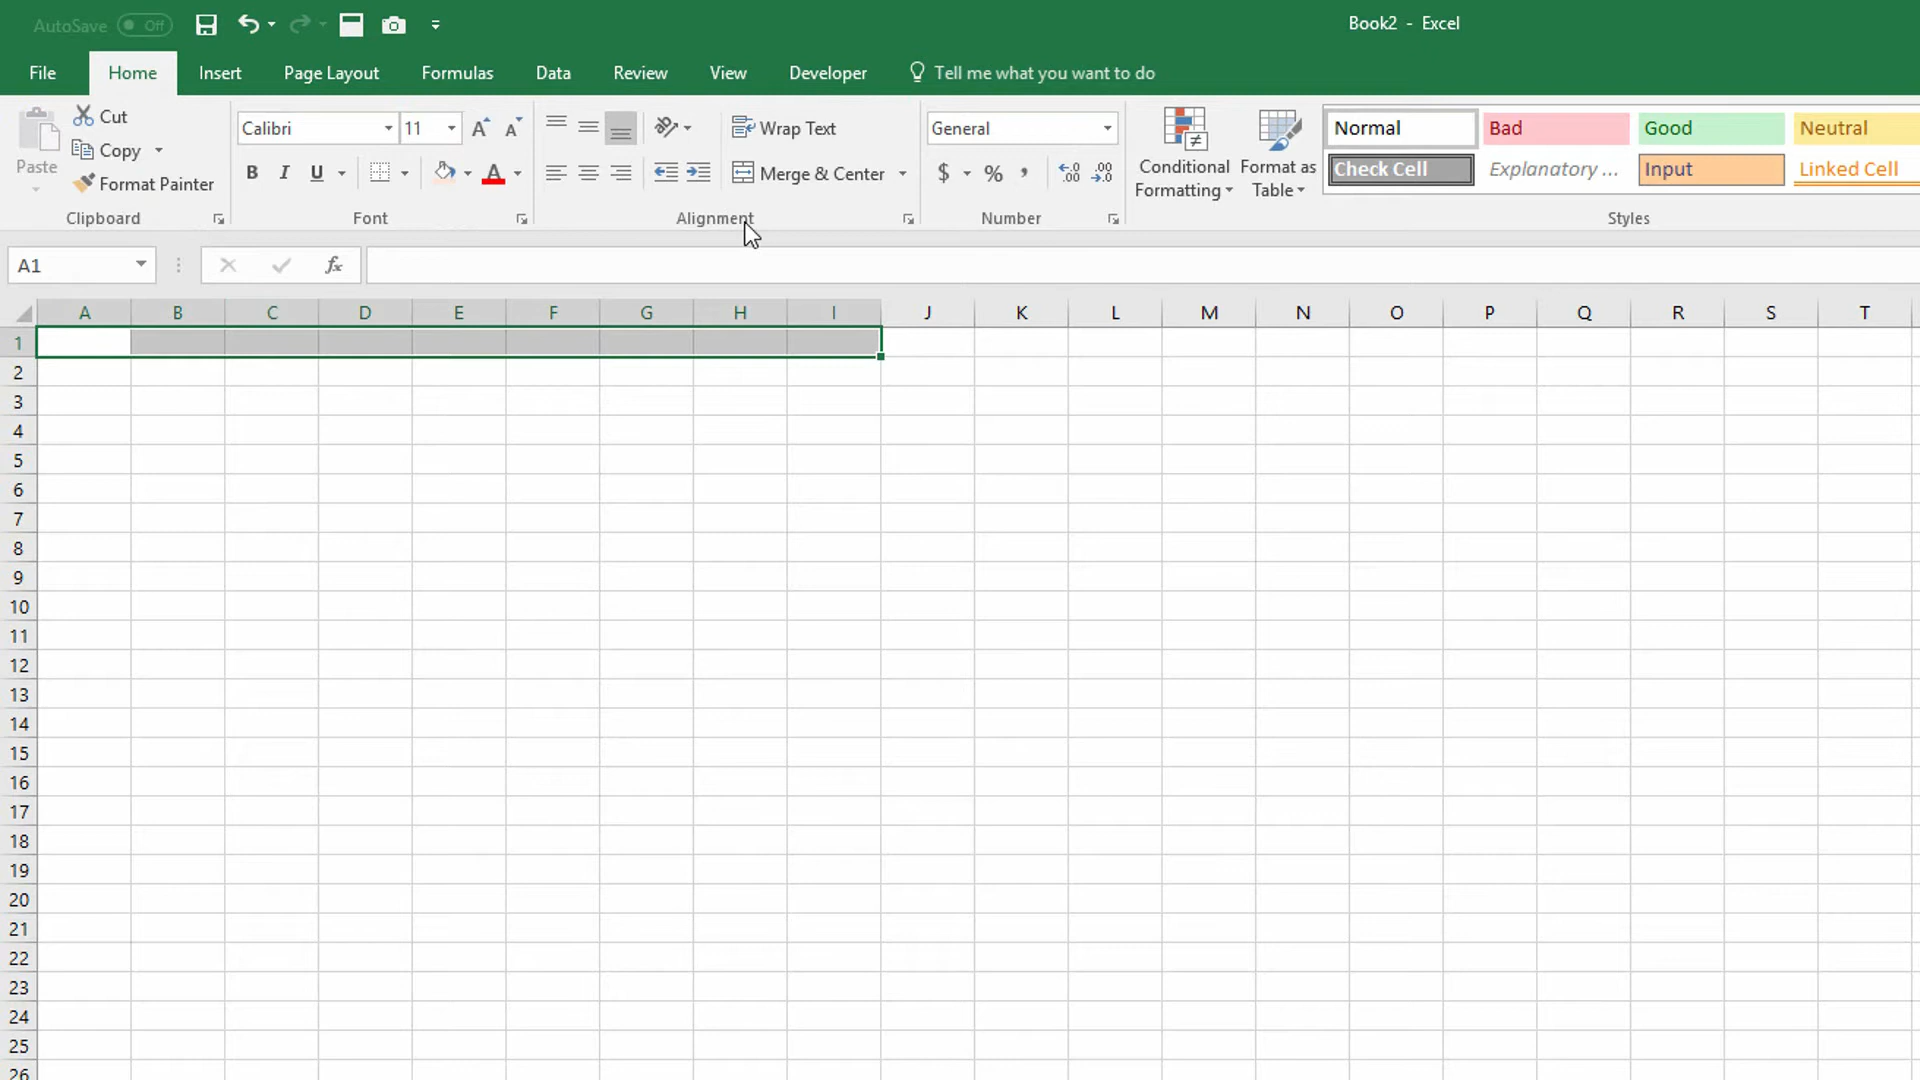 AutoSave Off
Book2 - Excel
File Home Insert Page Layout Formulas Data Review View Developer Tell me what you want to do
Paste
Cut
Copy
Format Painter
Clipboard
Calibri 11
B I U A
Font
Wrap Text
Merge & Center
Alignment
General
$ % ,
Number
Conditional Formatting
Format as Table
Normal Bad Good Neutral
Check Cell Explanatory ... Input Linked Cell
Styles
A1
fx
A B C D E F G H I J K L M N O P Q R S T
1
2
3
4
5
6
7
8
9
10
11
12
13
14
15
16
17
18
19
20
21
22
23
24
25
26